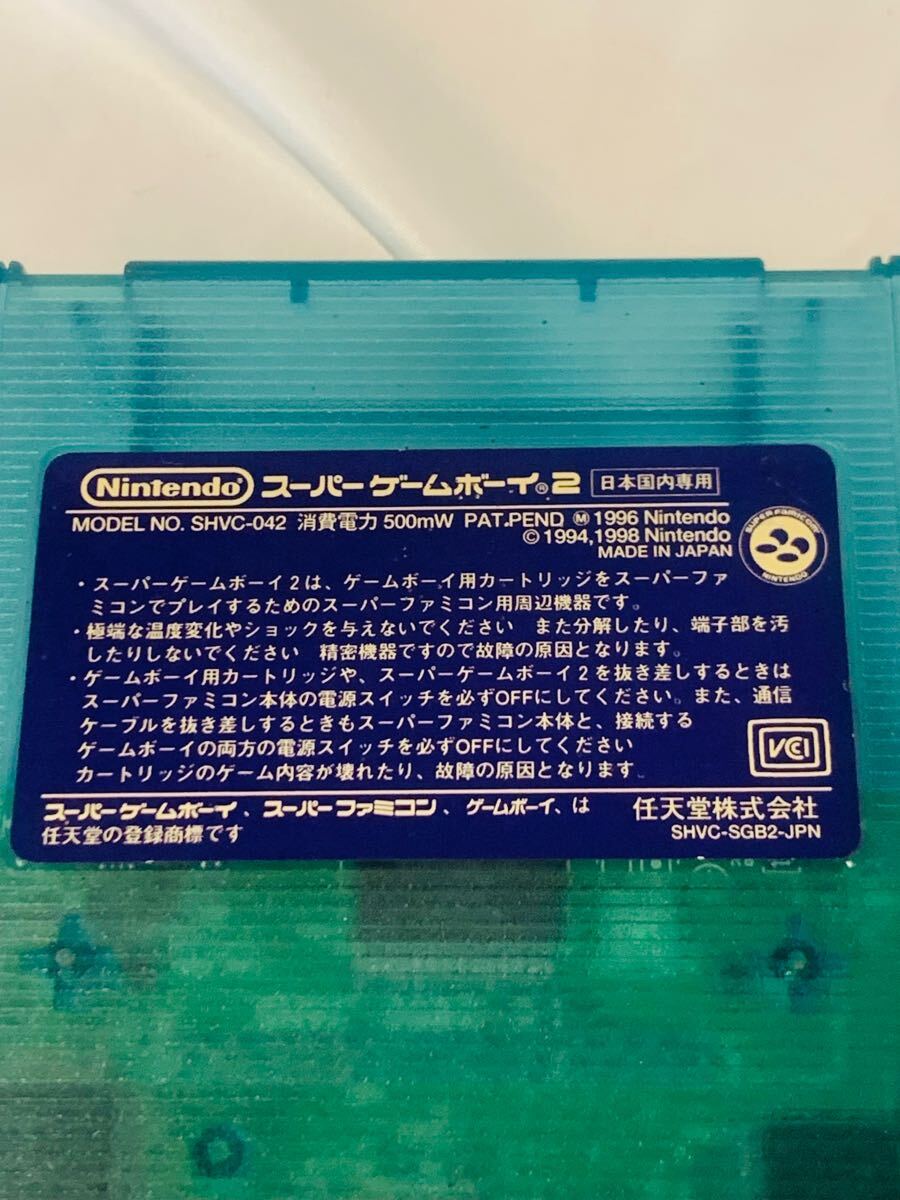 Nintendo スーパーゲームボーイ®2 日本国内専用
MODEL NO. SHVC-042 消費電力 500mW PAT.PEND Ⓜ 1996 Nintendo
© 1994,1998 Nintendo
MADE IN JAPAN
SUPER FAMICOM
NINTENDO
・スーパーゲームボーイ2は、ゲームボーイ用カートリッジをスーパーファ
ミコンでプレイするためのスーパーファミコン用周辺機器です。
・極端な温度変化やショックを与えないでください また分解したり、端子部を汚
したりしないでください 精密機器ですので故障の原因となります。
・ゲームボーイ用カートリッジや、スーパーゲームボーイ2を抜き差しするときは
スーパーファミコン本体の電源スイッチを必ずOFFにしてください。また、通信
ケーブルを抜き差しするときもスーパーファミコン本体と、接続する
ゲームボーイの両方の電源スイッチを必ずOFFにしてください
カートリッジのゲーム内容が壊れたり、故障の原因となります。
VCI
スーパーゲームボーイ、スーパーファミコン、ゲームボーイ、は
任天堂の登録商標です
任天堂株式会社
SHVC-SGB2-JPN